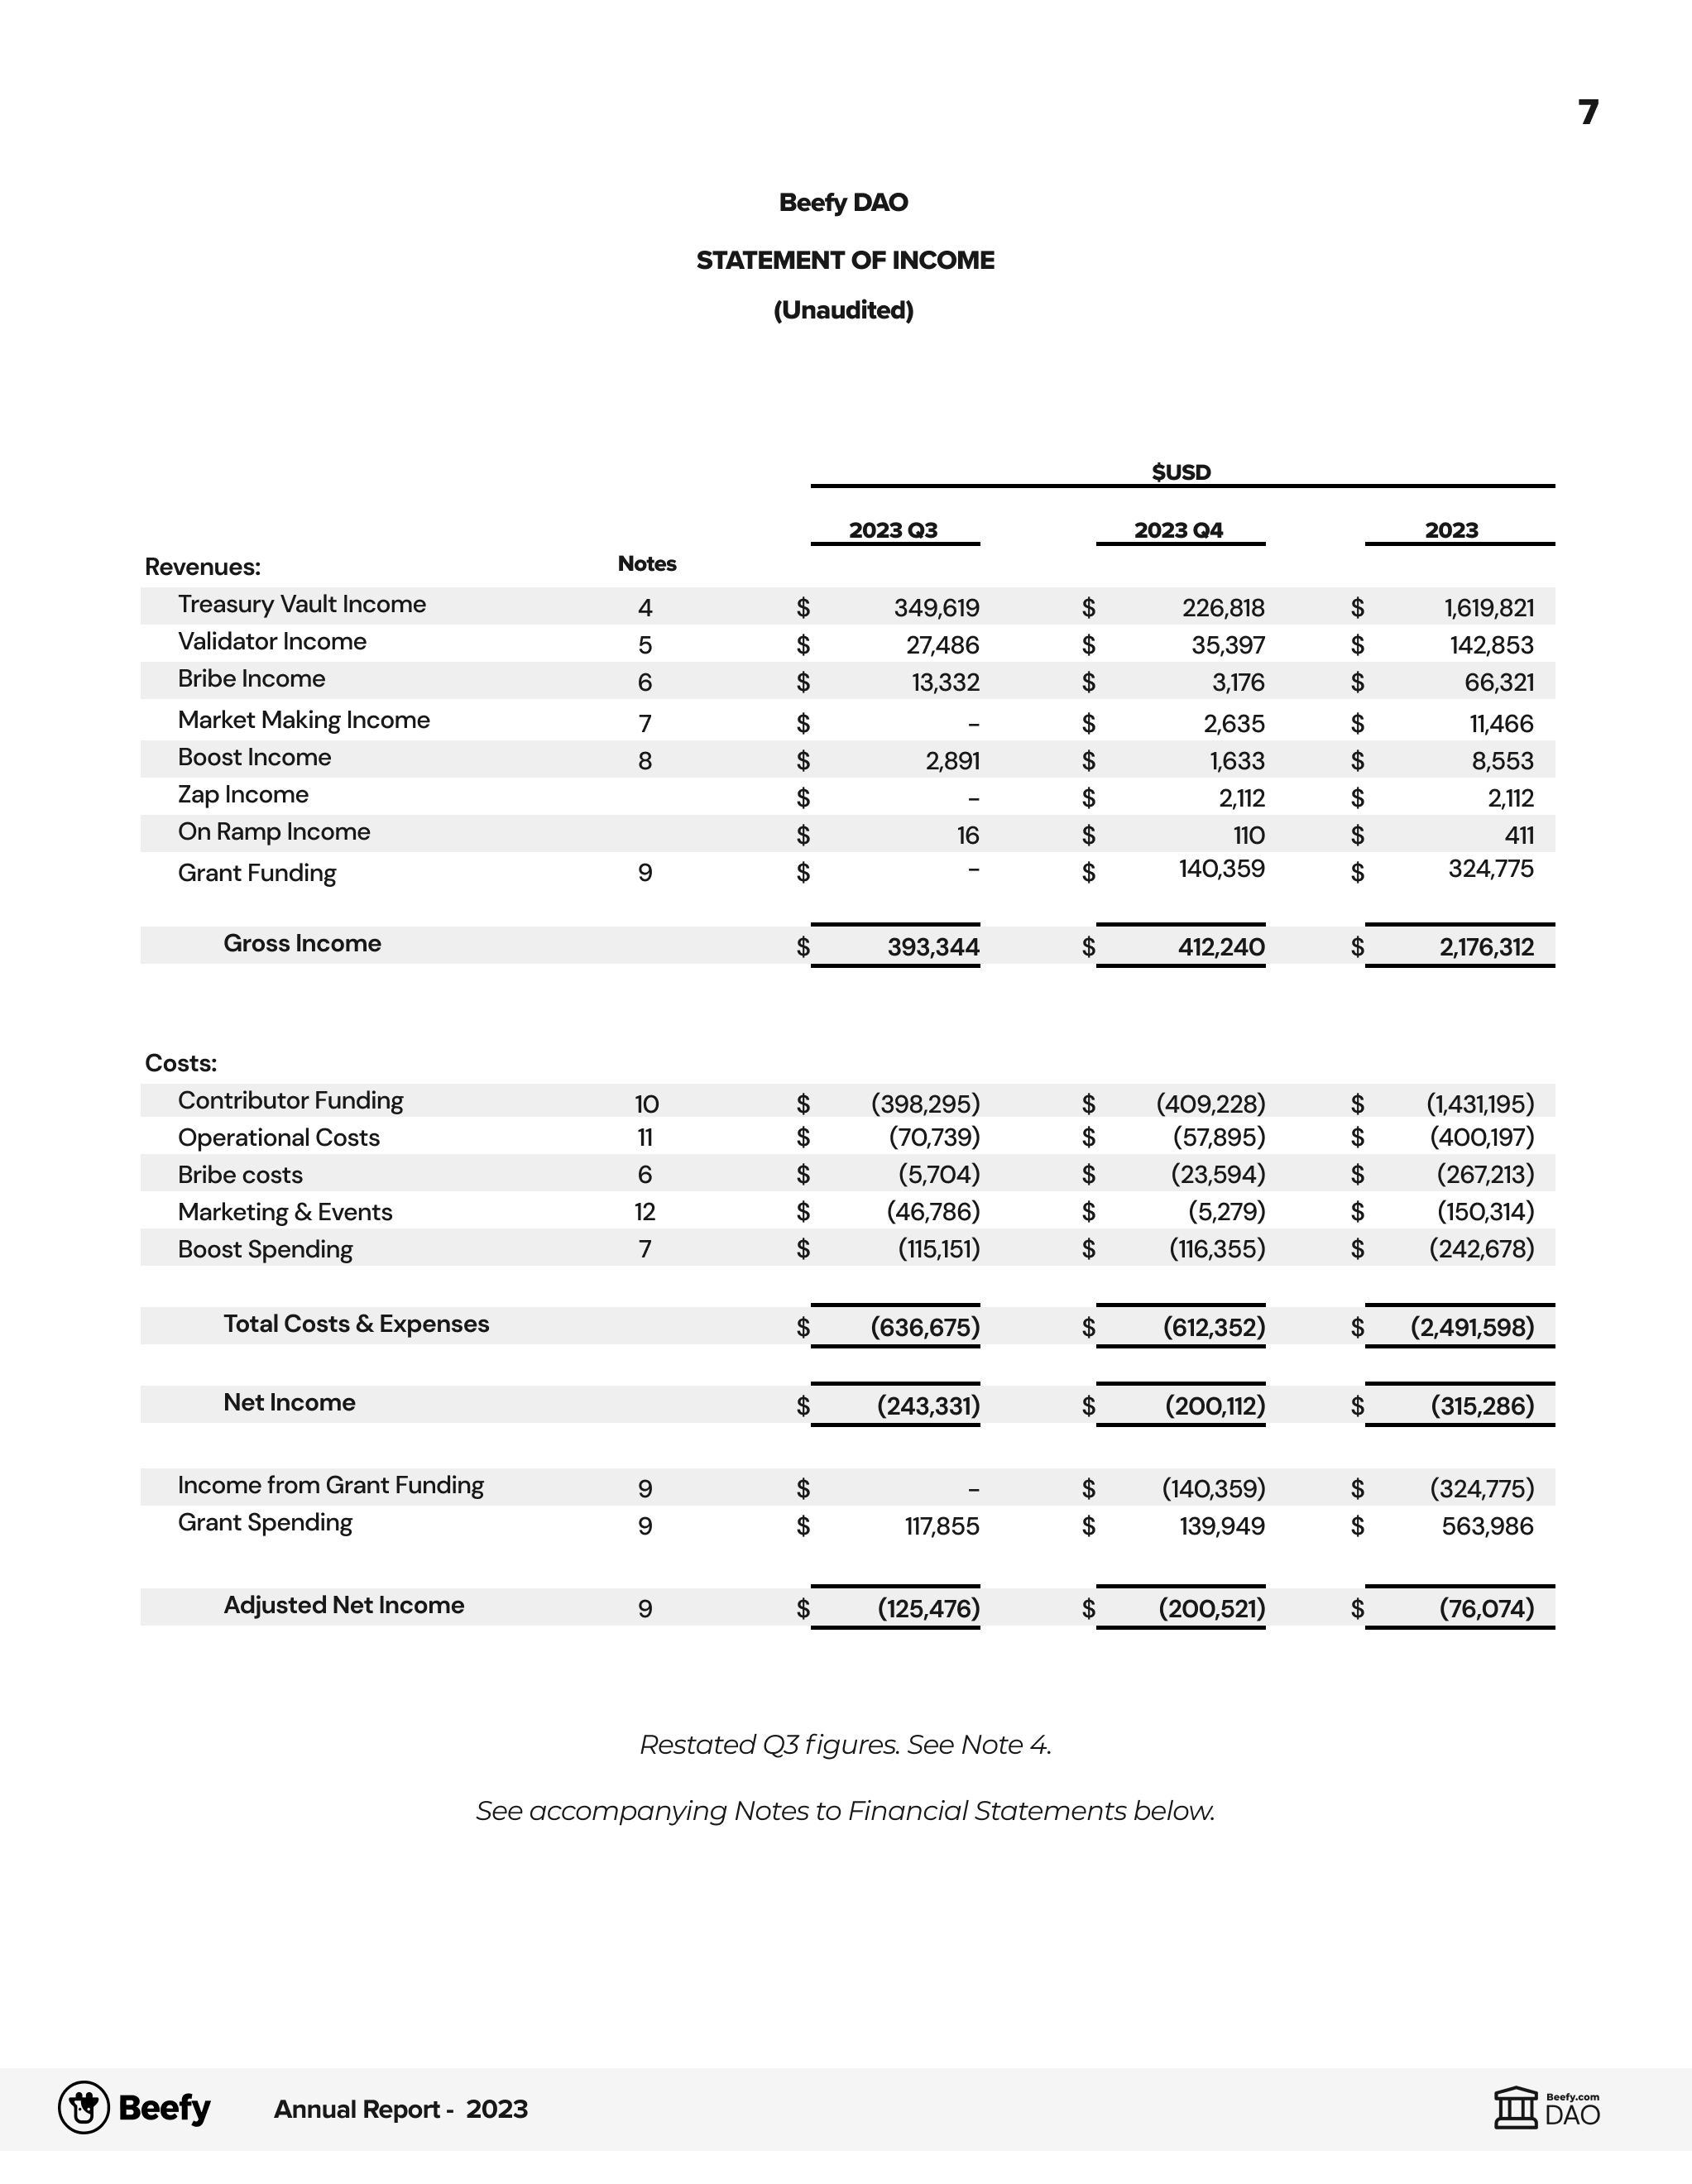 7
Beefy DAO
STATEMENT OF INCOME
(Unaudited)
$USD
2023 Q3 2023 Q4 2023
Revenues: Notes
Treasury Vault Income 4 $ 349,619 $ 226,818 $ 1,619,821
Validator Income 5 $ 27,486 $ 35,397 $ 142,853
Bribe Income 6 $ 13,332 $ 3,176 $ 66,321
Market Making Income 7 $ – $ 2,635 $ 11,466
Boost Income 8 $ 2,891 $ 1,633 $ 8,553
Zap Income $ – $ 2,112 $ 2,112
On Ramp Income $ 16 $ 110 $ 411
Grant Funding 9 $ – $ 140,359 $ 324,775
Gross Income $ 393,344 $ 412,240 $ 2,176,312
Costs:
Contributor Funding 10 $ (398,295) $ (409,228) $ (1,431,195)
Operational Costs 11 $ (70,739) $ (57,895) $ (400,197)
Bribe costs 6 $ (5,704) $ (23,594) $ (267,213)
Marketing & Events 12 $ (46,786) $ (5,279) $ (150,314)
Boost Spending 7 $ (115,151) $ (116,355) $ (242,678)
Total Costs & Expenses $ (636,675) $ (612,352) $ (2,491,598)
Net Income $ (243,331) $ (200,112) $ (315,286)
Income from Grant Funding 9 $ – $ (140,359) $ (324,775)
Grant Spending 9 $ 117,855 $ 139,949 $ 563,986
Adjusted Net Income 9 $ (125,476) $ (200,521) $ (76,074)
Restated Q3 figures. See Note 4.
See accompanying Notes to Financial Statements below.
Beefy Annual Report - 2023
Beefy.com
DAO